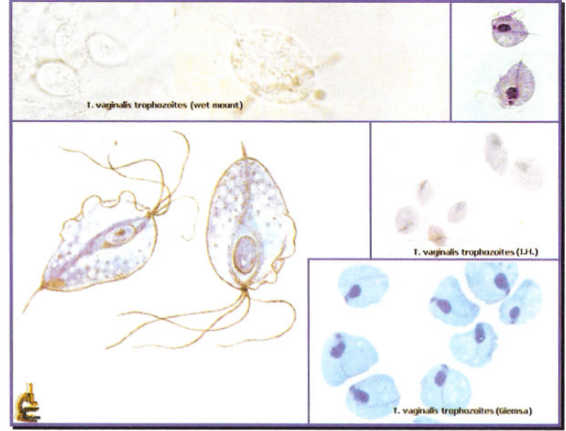 T. vaginalis trophozoites (wet mount)
T. vaginalis trophozoites (I.H.)
T. vaginalis trophozoites (Giemsa)